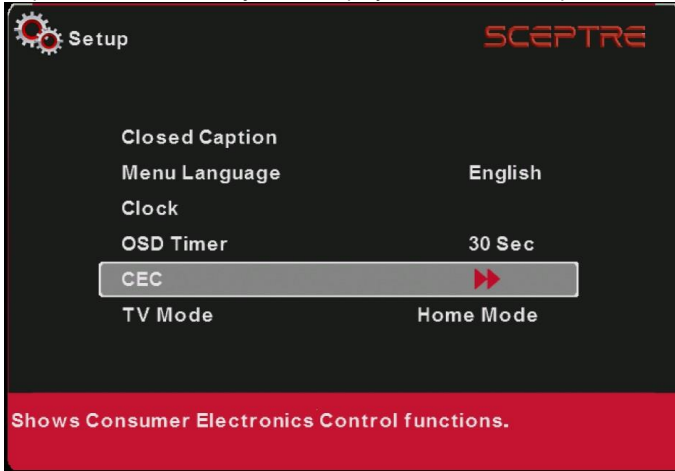 Setup
SCEPTRE
Closed Caption
Menu Language English
Clock
OSD Timer 30 Sec
CEC
TV Mode Home Mode
Shows Consumer Electronics Control functions.